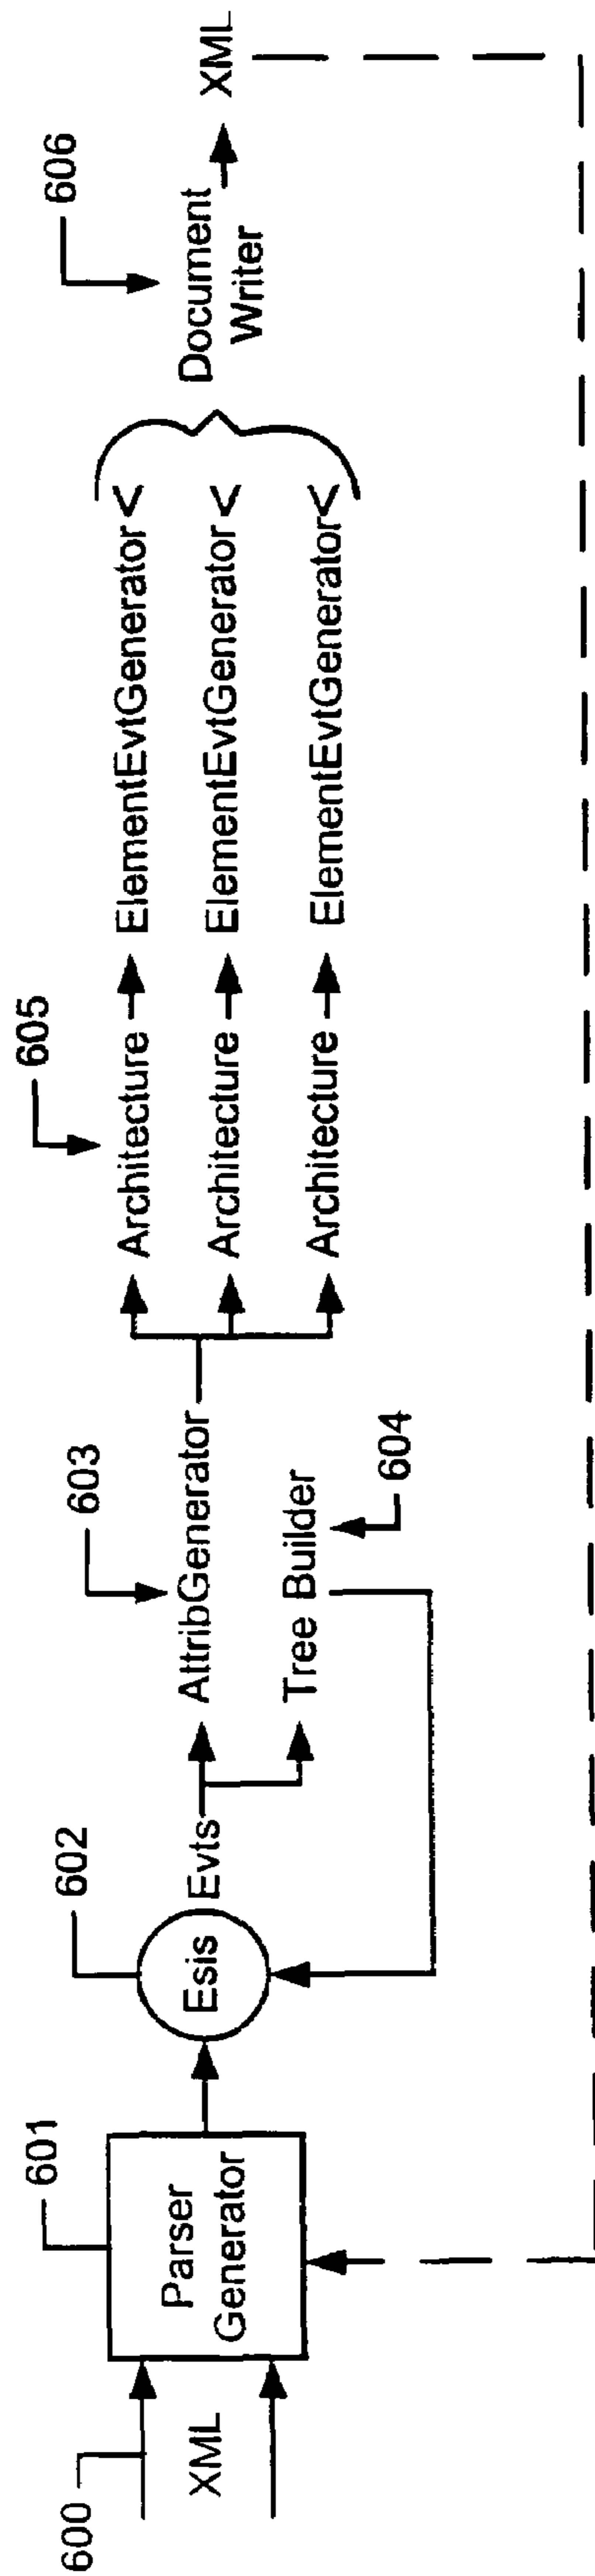 600
XML
601
Parser
Generator
602
Esis
Evts
603
AttribGenerator
Tree Builder
604
605
Architecture
ElementEvtGenerator<
Architecture
ElementEvtGenerator<
Architecture
ElementEvtGenerator<
606
Document
Writer
XML